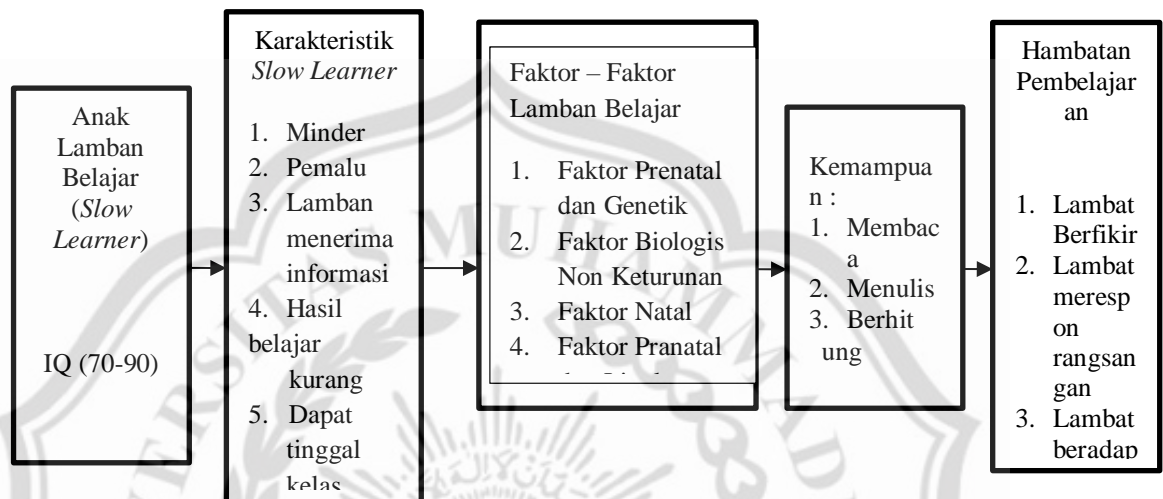 Anak
Lamban
Belajar
(Slow
Learner)
IQ (70-90)
Karakteristik
Slow Learner
1. Minder
2. Pemalu
3. Lamban
menerima
informasi
4. Hasil
belajar
kurang
5. Dapat
tinggal
kelas
Faktor – Faktor
Lamban Belajar
1. Faktor Prenatal
dan Genetik
2. Faktor Biologis
Non Keturunan
3. Faktor Natal
4. Faktor Pranatal
Kemampua
n :
1. Membac
a
2. Menulis
3. Berhit
ung
Hambatan
Pembelajar
an
1. Lambat
Berfikir
2. Lambat
meresp
on
rangsan
gan
3. Lambat
beradap